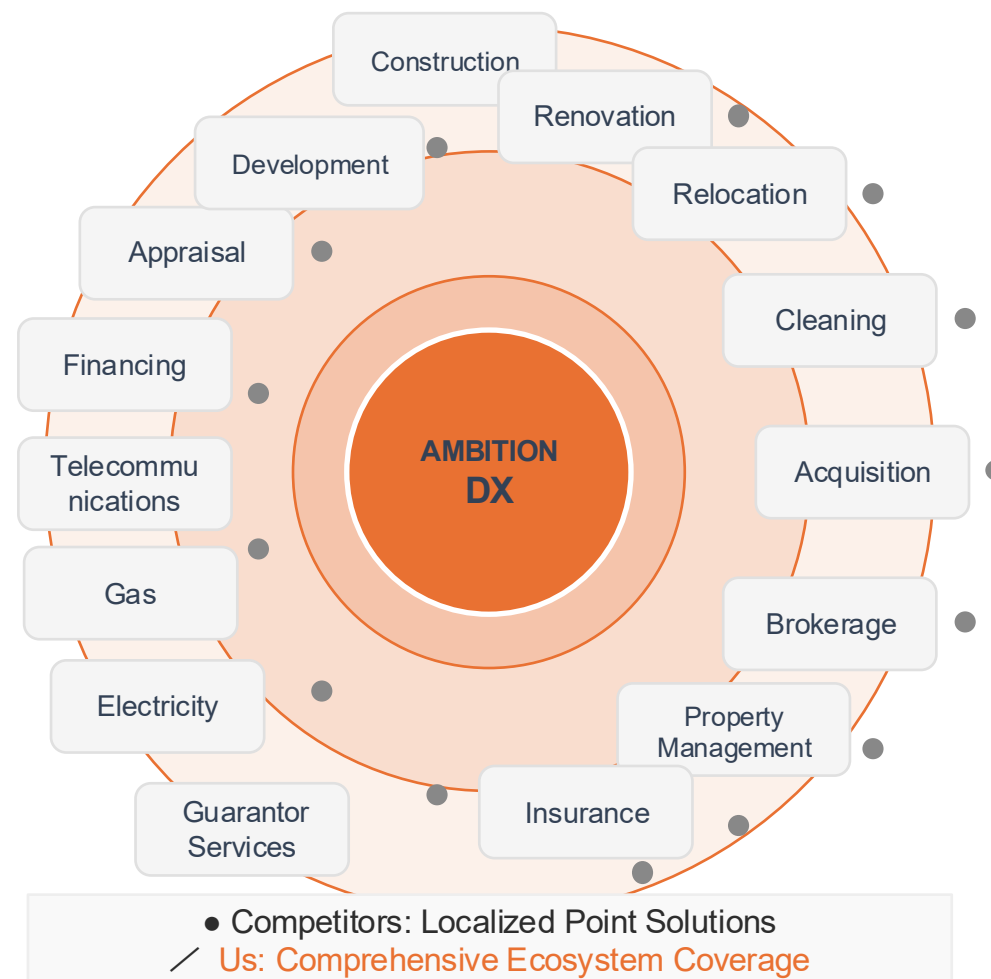 Construction
Renovation
Development
Relocation
Appraisal
Cleaning
Financing
AMBITION
DX
Telecommu
nications
Acquisition
Gas
Brokerage
Electricity
Property
Management
Guarantor
Services
Insurance
● Competitors: Localized Point Solutions
／ Us: Comprehensive Ecosystem Coverage